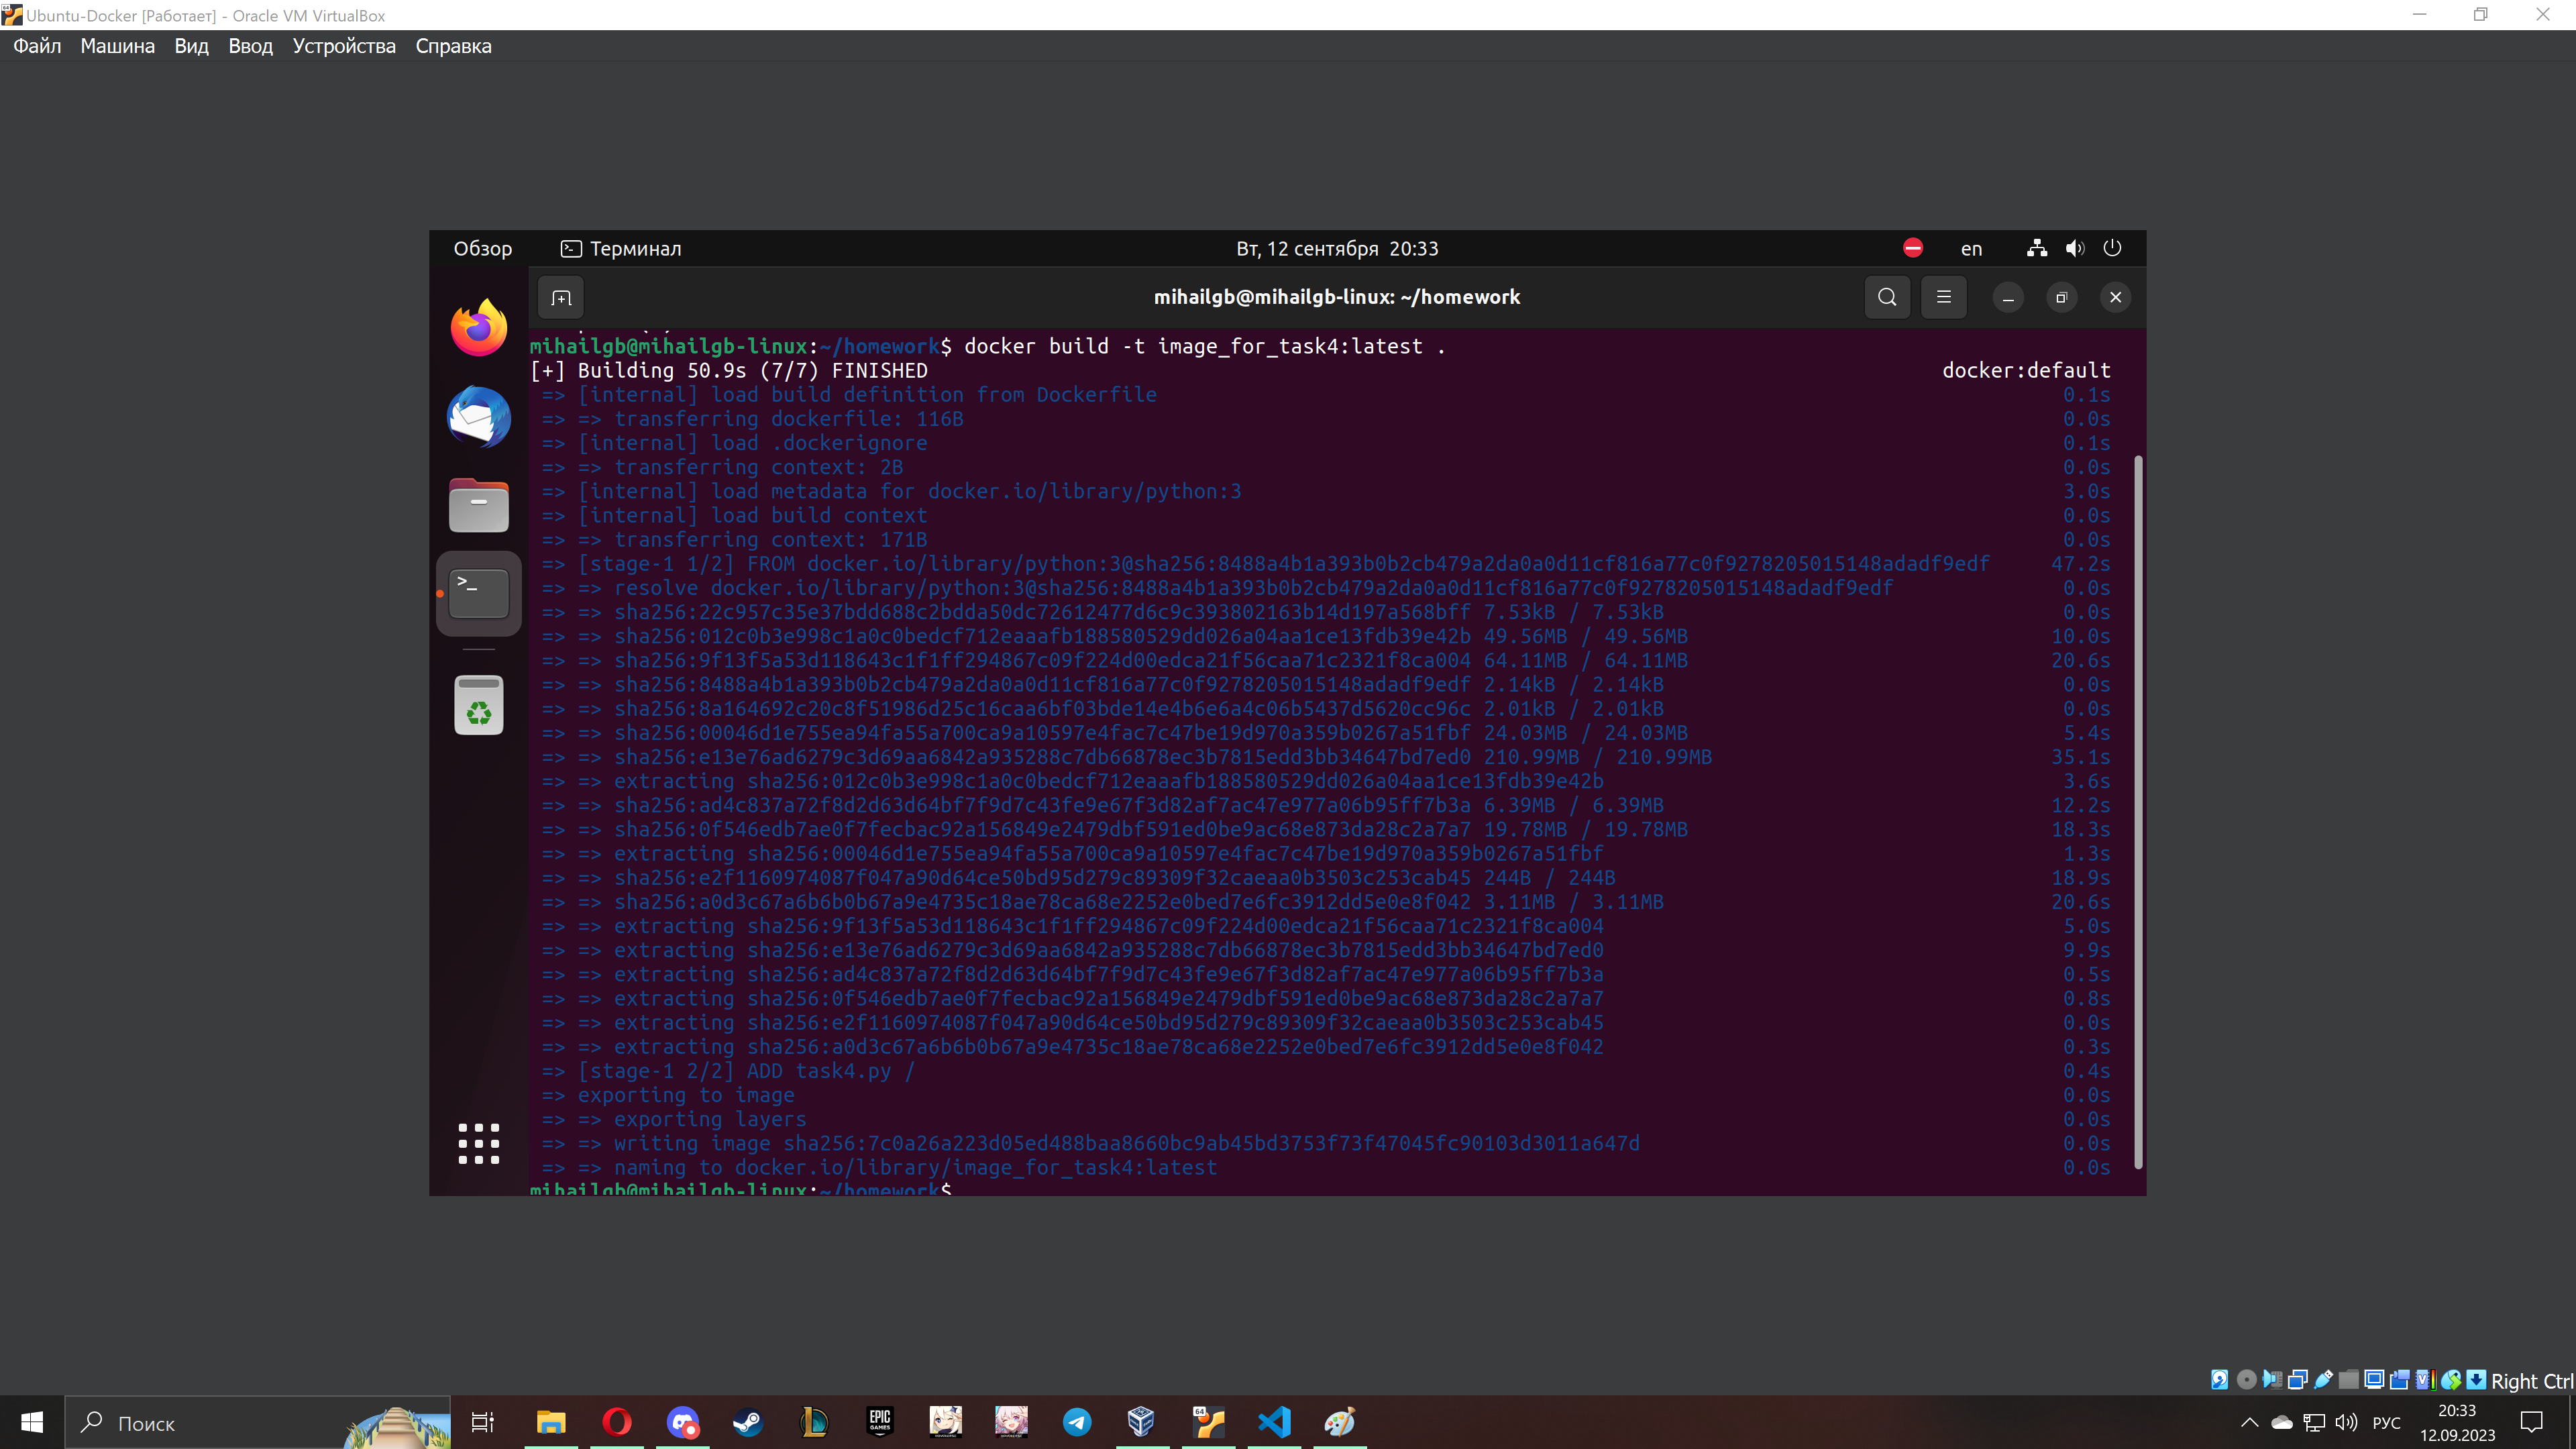 Ubuntu-Docker [Работает] - Oracle VM VirtualBox
Файл Машина Вид Ввод Устройства Справка
Обзор Терминал Вт, 12 сентября 20:33 en
mihailgb@mihailgb-linux: ~/homework
mihailgb@mihailgb-linux:~/homework$ docker build -t image_for_task4:latest .
[+] Building 50.9s (7/7) FINISHED docker:default
=> [internal] load build definition from Dockerfile 0.1s
=> => transferring dockerfile: 116B 0.0s
=> [internal] load .dockerignore 0.1s
=> => transferring context: 2B 0.0s
=> [internal] load metadata for docker.io/library/python:3 3.0s
=> [internal] load build context 0.0s
=> => transferring context: 171B 0.0s
=> [stage-1 1/2] FROM docker.io/library/python:3@sha256:8488a4b1a393b0b2cb479a2da0a0d11cf816a77c0f9278205015148adadf9edf 47.2s
=> => resolve docker.io/library/python:3@sha256:8488a4b1a393b0b2cb479a2da0a0d11cf816a77c0f9278205015148adadf9edf 0.0s
=> => sha256:22c957c35e37bdd688c2bdda50dc72612477d6c9c393802163b14d197a568bff 7.53kB / 7.53kB 0.0s
=> => sha256:012c0b3e998c1a0c0bedcf712eaaafb188580529dd026a04aa1ce13fdb39e42b 49.56MB / 49.56MB 10.0s
=> => sha256:9f13f5a53d118643c1f1ff294867c09f224d00edca21f56caa71c2321f8ca004 64.11MB / 64.11MB 20.6s
=> => sha256:8488a4b1a393b0b2cb479a2da0a0d11cf816a77c0f9278205015148adadf9edf 2.14kB / 2.14kB 0.0s
=> => sha256:8a164692c20c8f51986d25c16caa6bf03bde14e4b6e6a4c06b5437d5620cc96c 2.01kB / 2.01kB 0.0s
=> => sha256:00046d1e755ea94fa55a700ca9a10597e4fac7c47be19d970a359b0267a51fbf 24.03MB / 24.03MB 5.4s
=> => sha256:e13e76ad6279c3d69aa6842a935288c7db66878ec3b7815edd3bb34647bd7ed0 210.99MB / 210.99MB 35.1s
=> => extracting sha256:012c0b3e998c1a0c0bedcf712eaaafb188580529dd026a04aa1ce13fdb39e42b 3.6s
=> => sha256:ad4c837a72f8d2d63d64bf7f9d7c43fe9e67f3d82af7ac47e977a06b95ff7b3a 6.39MB / 6.39MB 12.2s
=> => sha256:0f546edb7ae0f7fecbac92a156849e2479dbf591ed0be9ac68e873da28c2a7a7 19.78MB / 19.78MB 18.3s
=> => extracting sha256:00046d1e755ea94fa55a700ca9a10597e4fac7c47be19d970a359b0267a51fbf 1.3s
=> => sha256:e2f1160974087f047a90d64ce50bd95d279c89309f32caeaa0b3503c253cab45 244B / 244B 18.9s
=> => sha256:a0d3c67a6b6b0b67a9e4735c18ae78ca68e2252e0bed7e6fc3912dd5e0e8f042 3.11MB / 3.11MB 20.6s
=> => extracting sha256:9f13f5a53d118643c1f1ff294867c09f224d00edca21f56caa71c2321f8ca004 5.0s
=> => extracting sha256:e13e76ad6279c3d69aa6842a935288c7db66878ec3b7815edd3bb34647bd7ed0 9.9s
=> => extracting sha256:ad4c837a72f8d2d63d64bf7f9d7c43fe9e67f3d82af7ac47e977a06b95ff7b3a 0.5s
=> => extracting sha256:0f546edb7ae0f7fecbac92a156849e2479dbf591ed0be9ac68e873da28c2a7a7 0.8s
=> => extracting sha256:e2f1160974087f047a90d64ce50bd95d279c89309f32caeaa0b3503c253cab45 0.0s
=> => extracting sha256:a0d3c67a6b6b0b67a9e4735c18ae78ca68e2252e0bed7e6fc3912dd5e0e8f042 0.3s
=> [stage-1 2/2] ADD task4.py / 0.4s
=> exporting to image 0.0s
=> => exporting layers 0.0s
=> => writing image sha256:7c0a26a223d05ed488baa8660bc9ab45bd3753f73f47045fc90103d3011a647d 0.0s
=> => naming to docker.io/library/image_for_task4:latest 0.0s
mihailgb@mihailgb-linux:~/homework$
Right Ctrl
Поиск
EPIC GAMES
64
РУС
20:33
12.09.2023